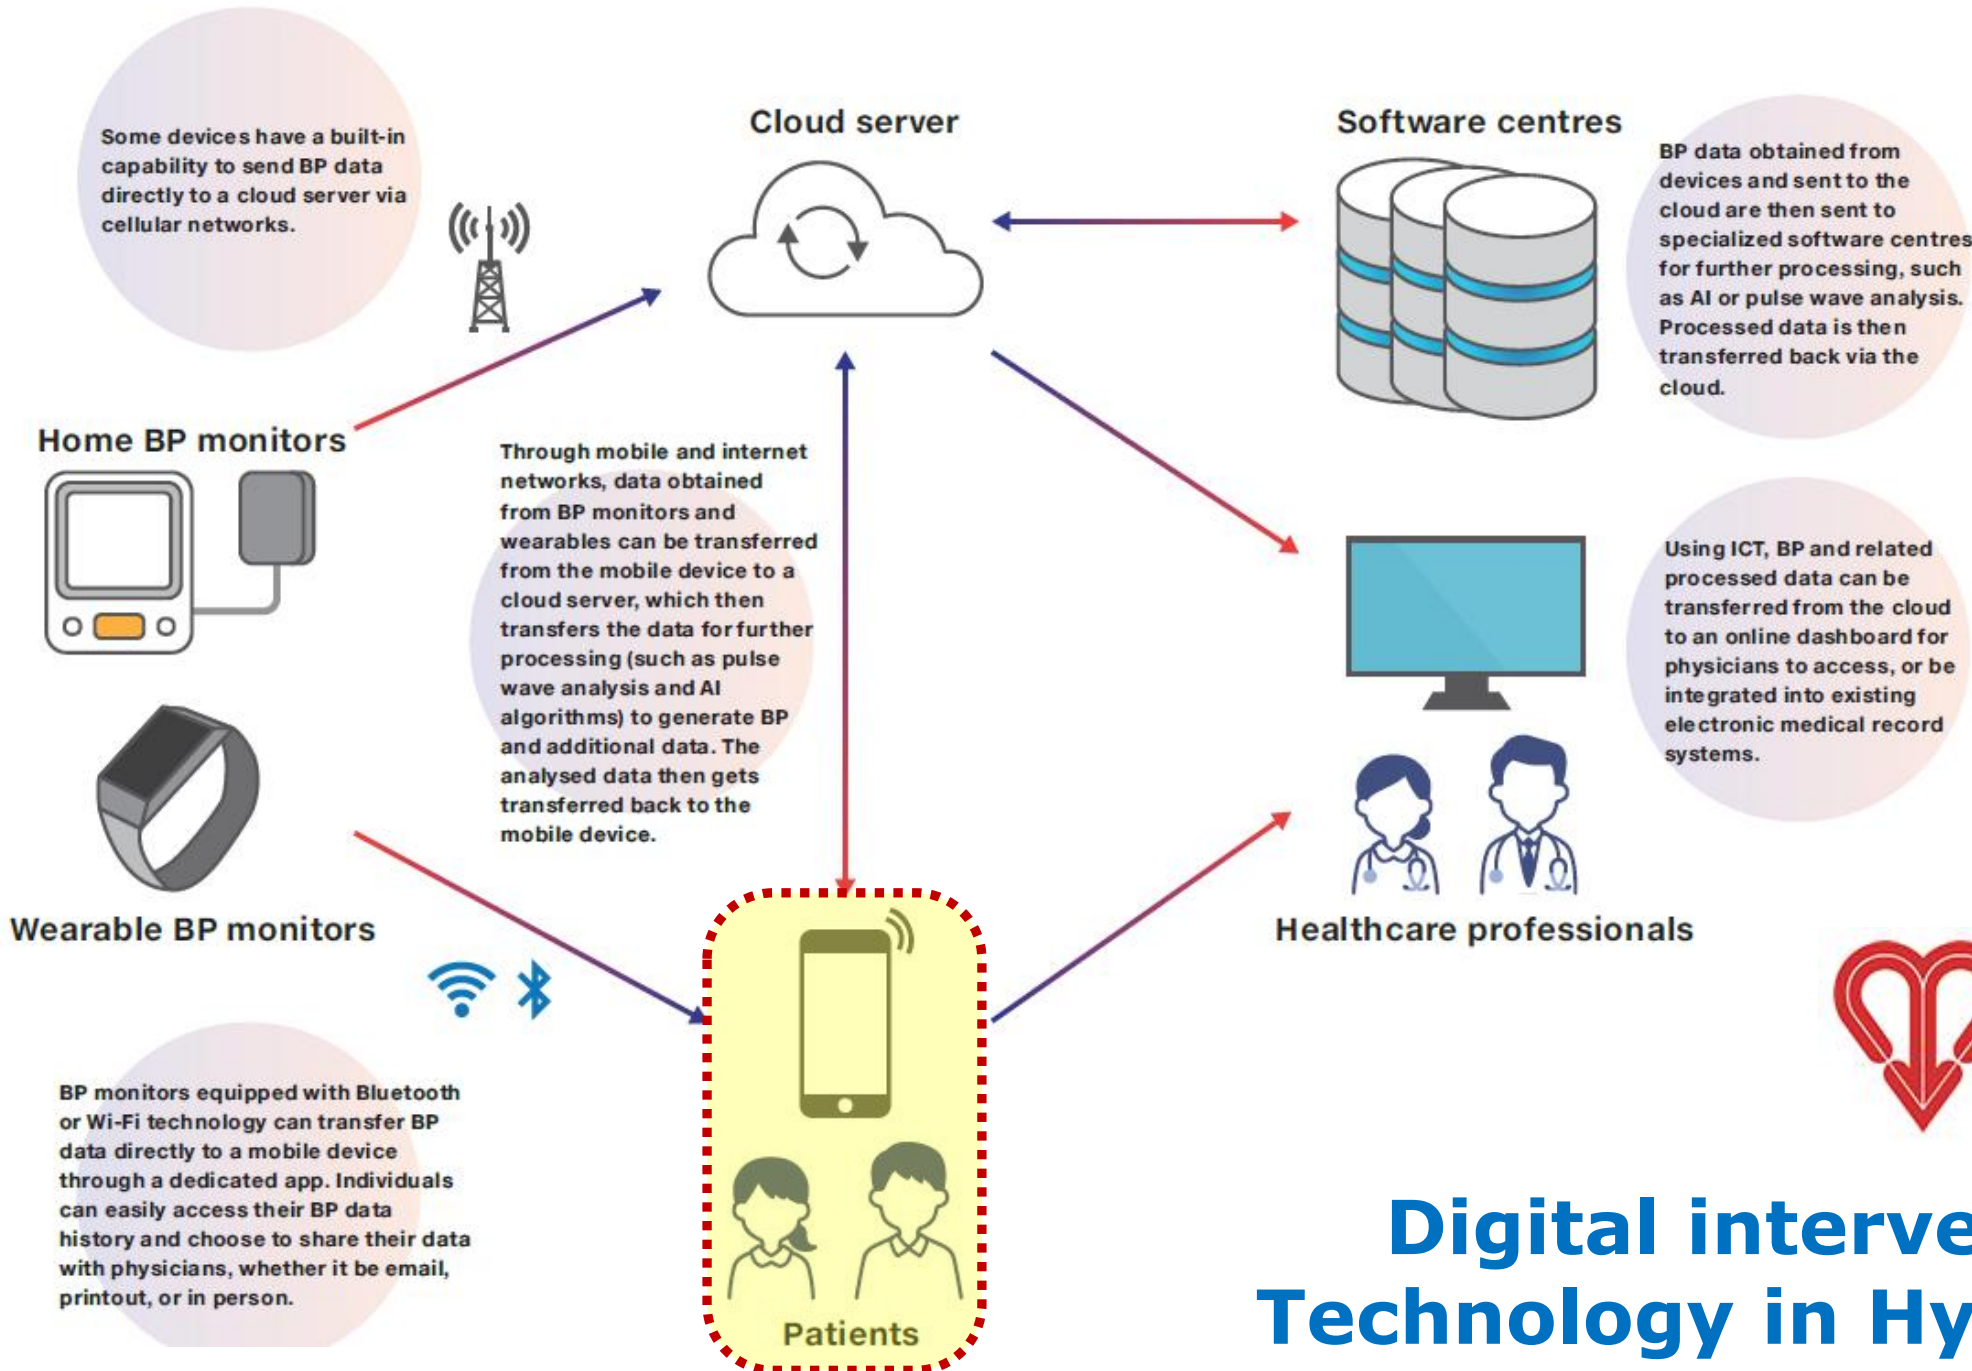 Some devices have a built-in
capability to send BP data
directly to a cloud server via
cellular networks.
Cloud server
Software centres
BP data obtained from
devices and sent to the
cloud are then sent to
specialized software centres
for further processing, such
as AI or pulse wave analysis.
Processed data is then
transferred back via the
cloud.
Home BP monitors
Through mobile and internet
networks, data obtained
from BP monitors and
wearables can be transferred
from the mobile device to a
cloud server, which then
transfers the data for further
processing (such as pulse
wave analysis and AI
algorithms) to generate BP
and additional data. The
analysed data then gets
transferred back to the
mobile device.
Using ICT, BP and related
processed data can be
transferred from the cloud
to an online dashboard for
physicians to access, or be
integrated into existing
electronic medical record
systems.
Wearable BP monitors
Healthcare professionals
BP monitors equipped with Bluetooth
or Wi-Fi technology can transfer BP
data directly to a mobile device
through a dedicated app. Individuals
can easily access their BP data
history and choose to share their data
with physicians, whether it be email,
printout, or in person.
Patients
Digital interve
Technology in Hy